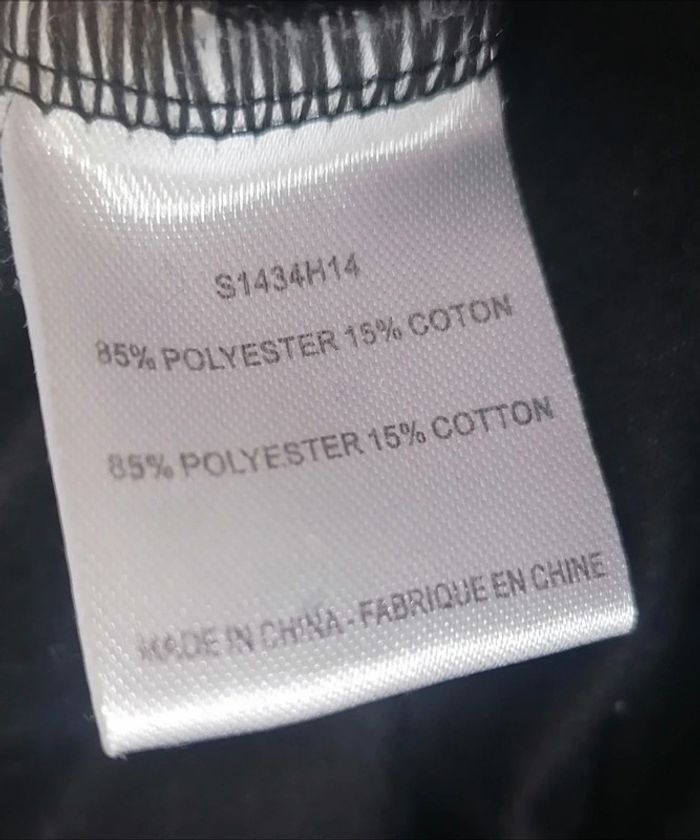 S1434H14
85% POLYESTER 15% COTON
85% POLYESTER 15% COTTON
MADE IN CHINA - FABRIQUE EN CHINE